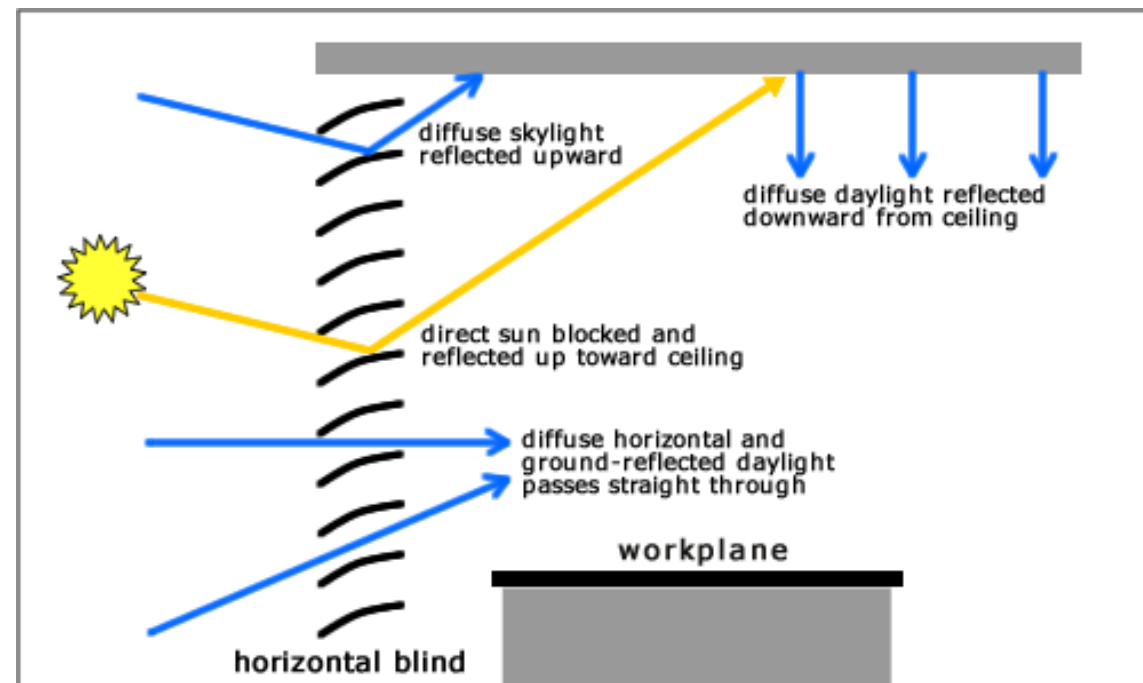 diffuse skylight
reflected upward
diffuse daylight reflected
downward from ceiling
direct sun blocked and
reflected up toward ceiling
diffuse horizontal and
ground-reflected daylight
passes straight through
workplane
horizontal blind